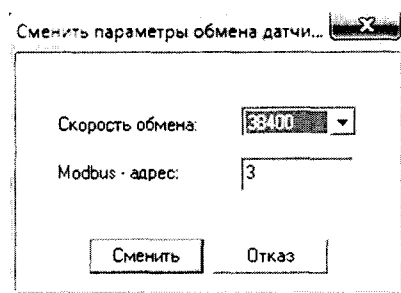 Сменить параметры обмена датчи...
Скорость обмена: 38400
Modbus - адрес: 3
Сменить Отказ